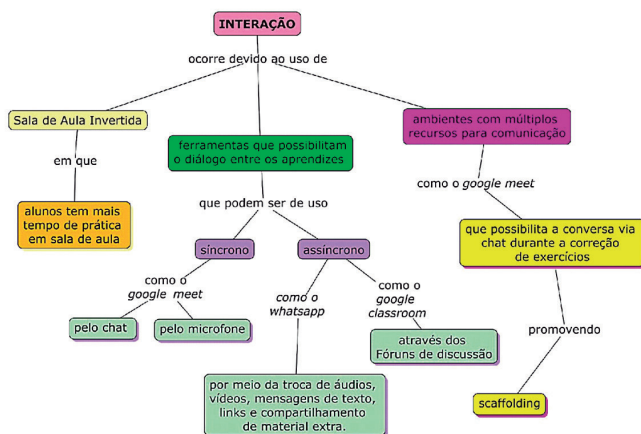 INTERAÇÃO
ocorre devido ao uso de
Sala de Aula Invertida
em que
alunos tem mais
tempo de prática
em sala de aula
ferramentas que possibilitam
o diálogo entre os aprendizes
que podem ser de uso
síncrono
como o
google meet
pelo chat
pelo microfone
assíncrono
como o
whatsapp
por meio da troca de áudios,
vídeos, mensagens de texto,
links e compartilhamento
de material extra.
como o
google
classroom
através dos
Fóruns de discussão
ambientes com múltiplos
recursos para comunicação
como o google meet
que possibilita a conversa via
chat durante a correção
de exercícios
promovendo
scaffolding